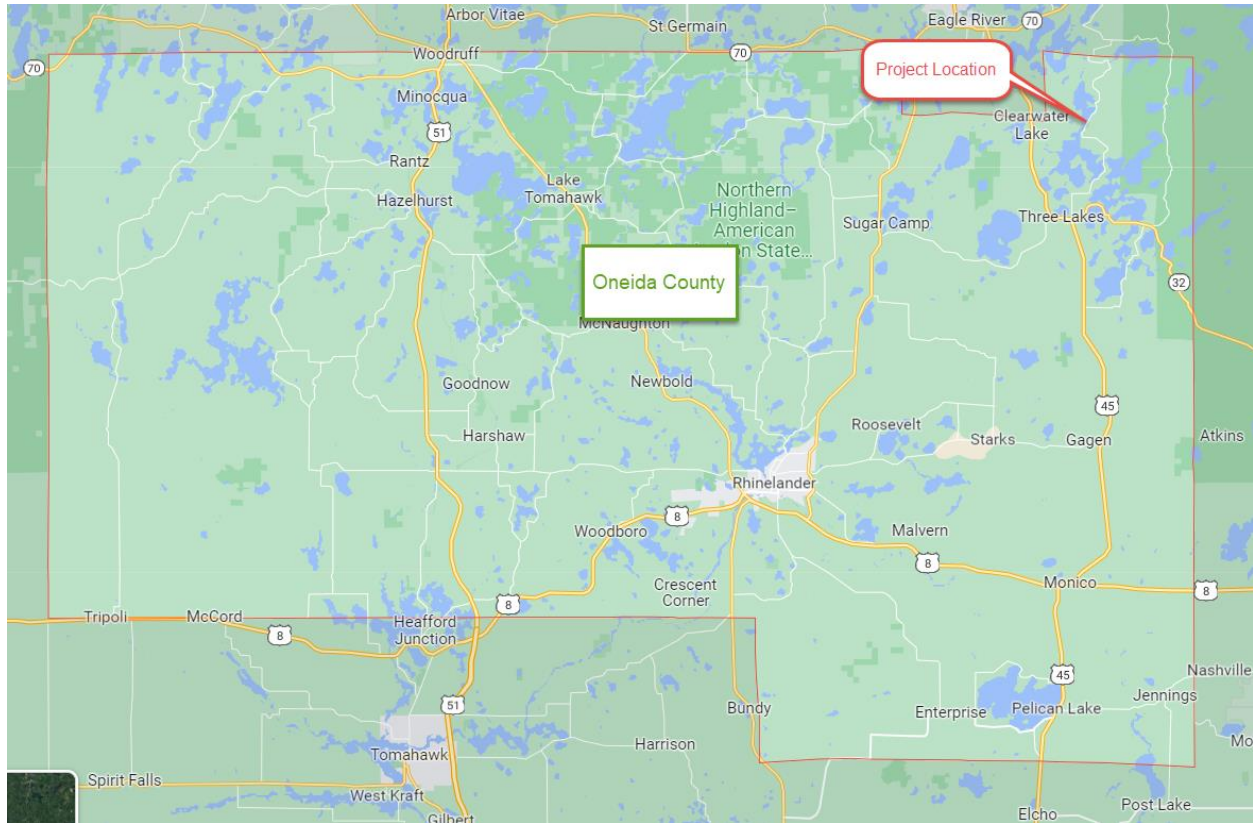 Arbor Vitae
St Germain
Eagle River
70
70
Woodruff
70
Project Location
Minocqua
Clearwater
Lake
51
Rantz
Lake
Tomahawk
Hazelhurst
Northern
Highland–
American
on State...
Sugar Camp
Three Lakes
Oneida County
32
McNaughton
Goodnow
Newbold
45
Harshaw
Roosevelt
Starks
Gagen
Atkins
Rhinelander
8
Woodboro
Malvern
8
Crescent
Corner
Monico
8
8
Tripoli
McCord
Heafford
Junction
8
Nashville
45
Jennings
51
Bundy
Enterprise
Pelican Lake
Harrison
Mo
Tomahawk
Spirit Falls
West Kraft
Post Lake
Gilbert
Elcho